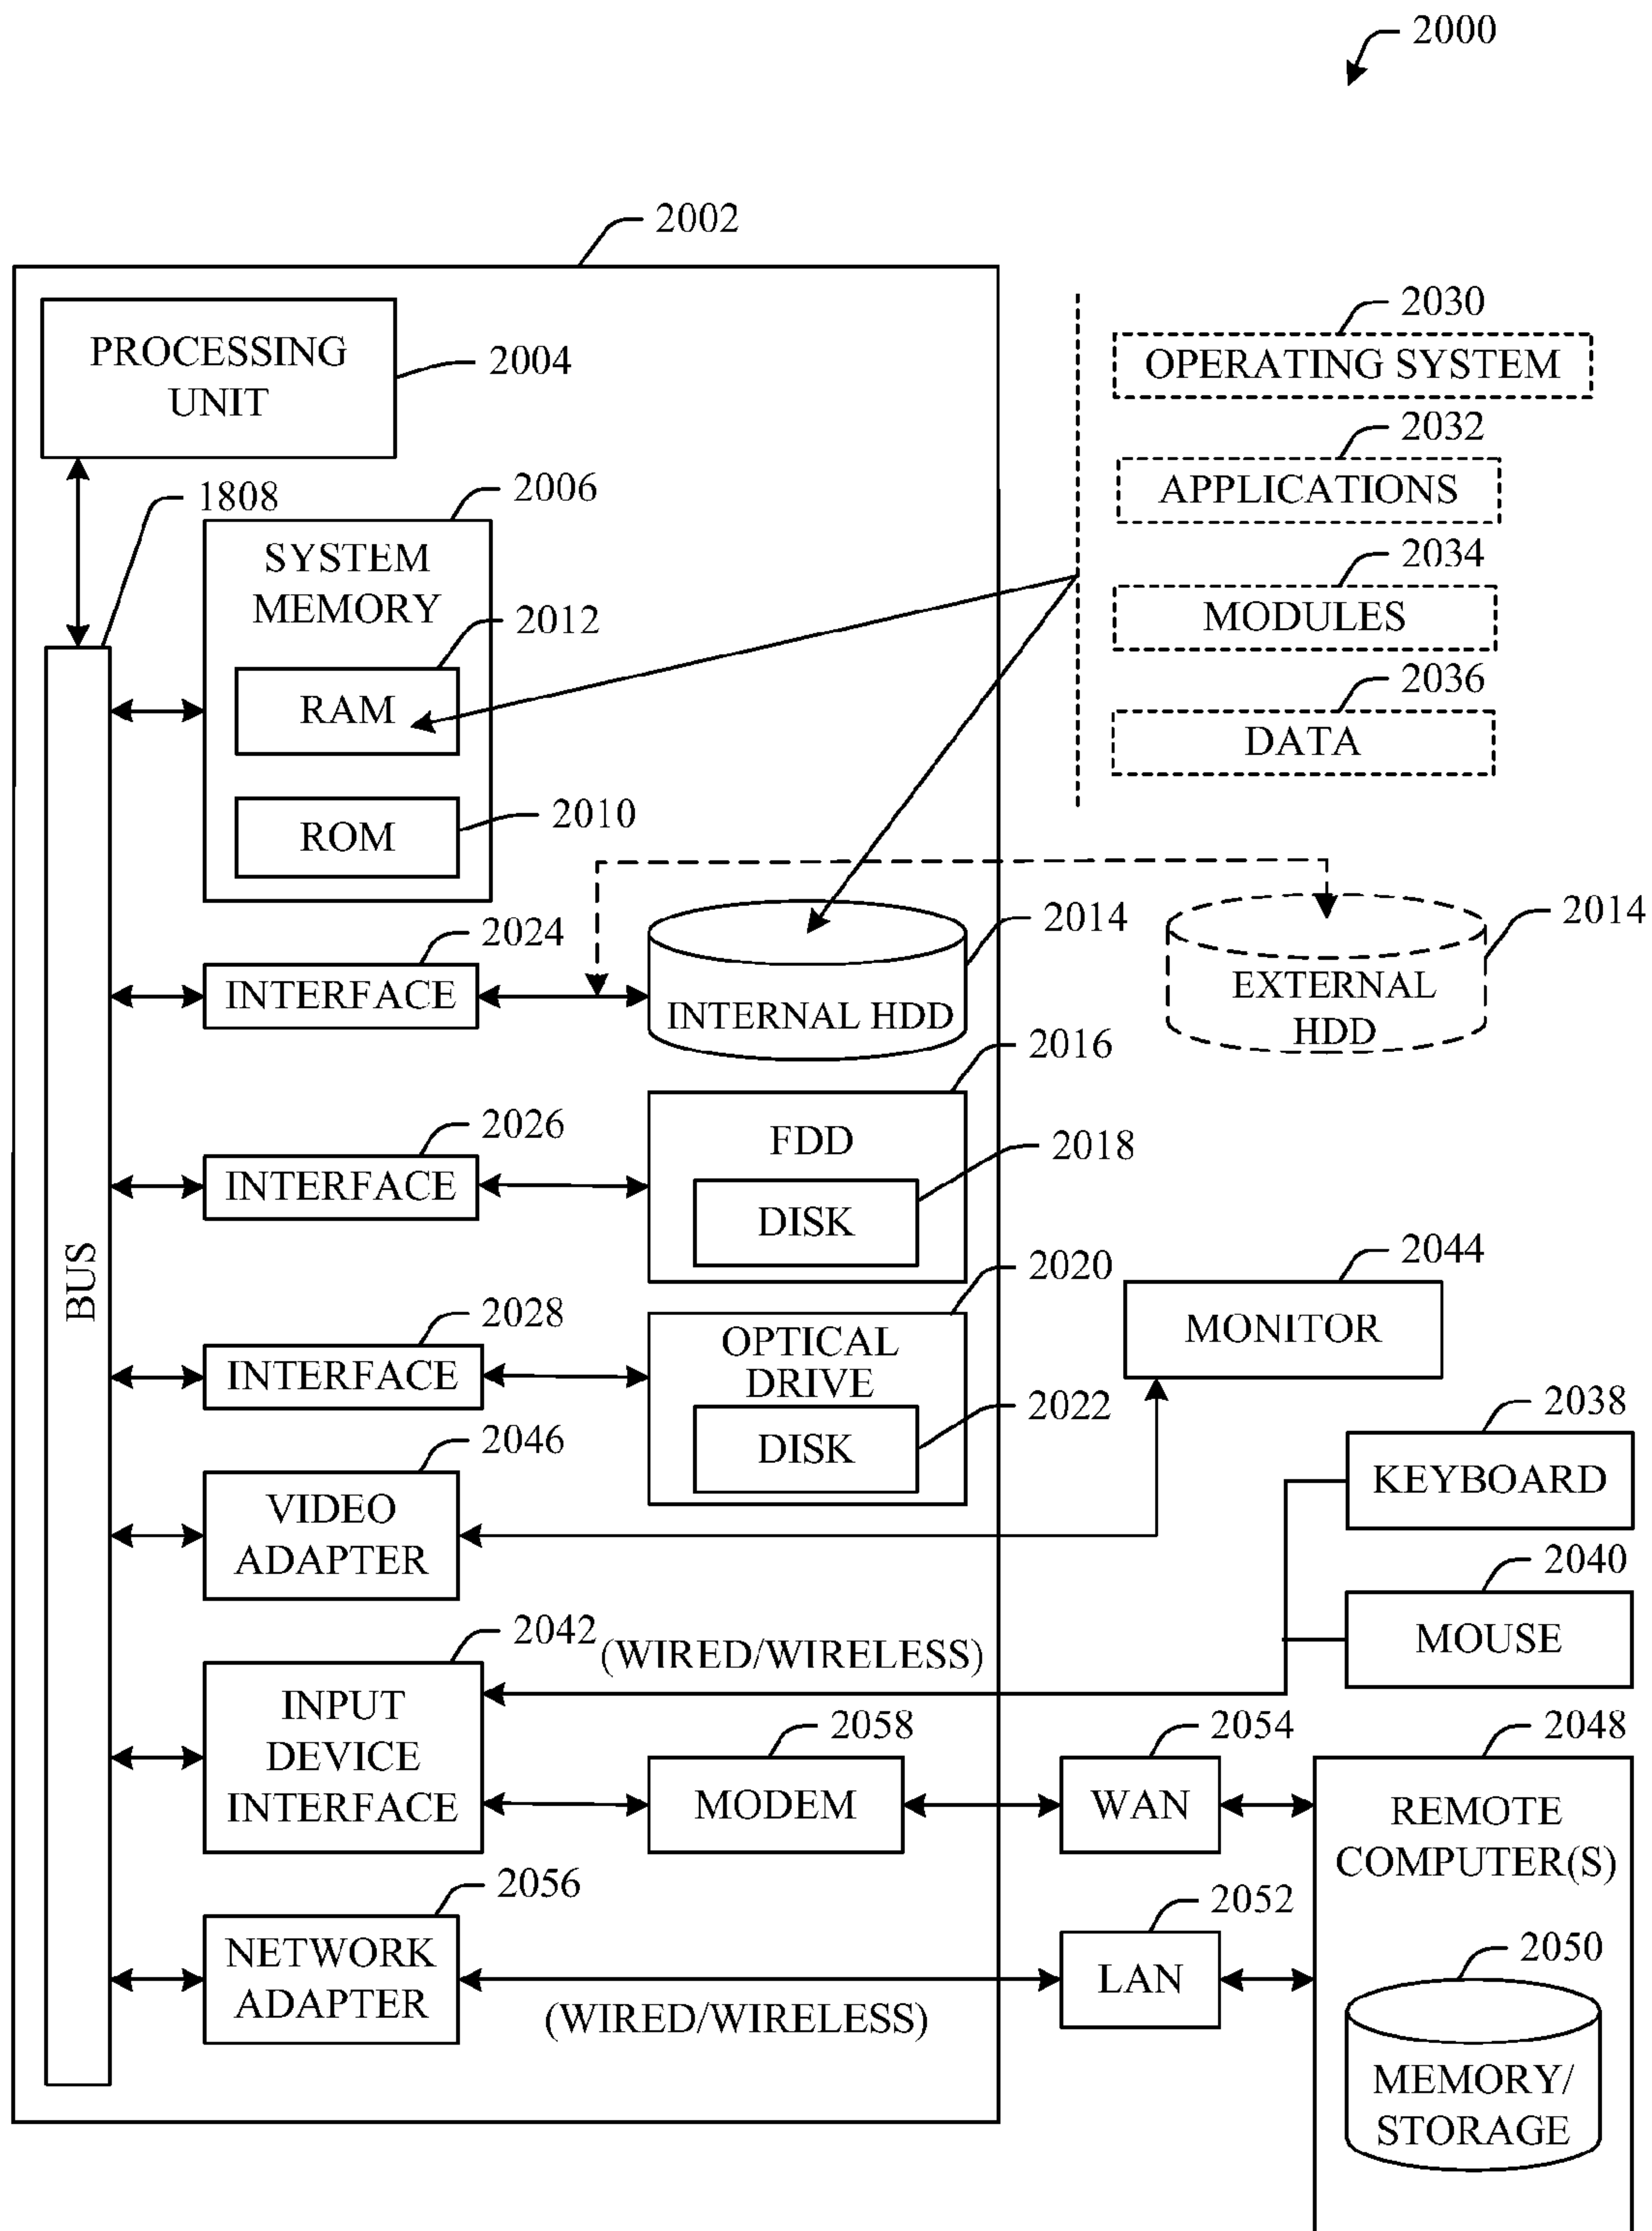 2000
2002
PROCESSING
UNIT
2004
1808
2006
SYSTEM
MEMORY
2012
RAM
2010
ROM
BUS
2030
OPERATING SYSTEM
2032
APPLICATIONS
2034
MODULES
2036
DATA
2024
INTERFACE
2014
INTERNAL HDD
2014
EXTERNAL
HDD
2026
INTERFACE
2016
FDD
2018
DISK
2028
INTERFACE
2020
OPTICAL
DRIVE
2022
DISK
2044
MONITOR
2046
VIDEO
ADAPTER
2038
KEYBOARD
2040
MOUSE
2042
(WIRED/WIRELESS)
INPUT
DEVICE
INTERFACE
2058
MODEM
2054
WAN
2048
REMOTE
COMPUTER(S)
2056
NETWORK
ADAPTER
(WIRED/WIRELESS)
2052
LAN
2050
MEMORY/
STORAGE